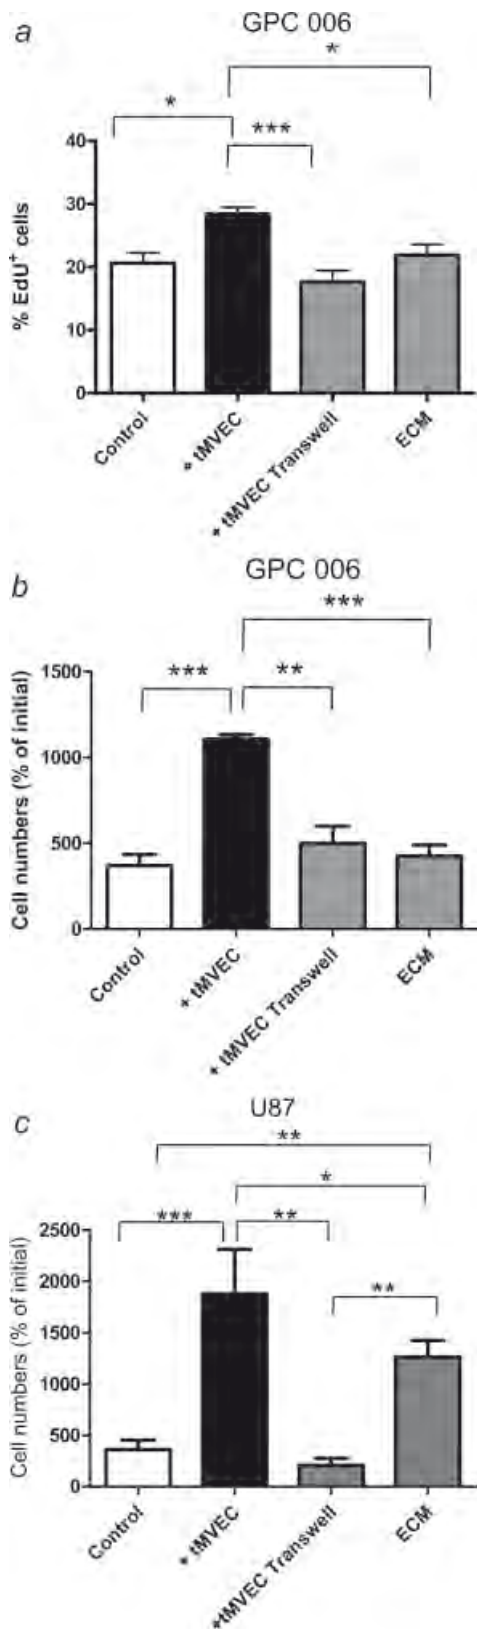 a
GPC 006
*
*
***
40
30
20
10
0
% EdU⁺ cells
Control
+ tMVEC
+ tMVEC Transwell
ECM
b
GPC 006
***
***
**
1500
1000
500
0
Cell numbers (% of initial)
Control
+ tMVEC
+ tMVEC Transwell
ECM
c
U87
**
*
***
**
**
2500
2000
1500
1000
500
0
Cell numbers (% of initial)
Control
+ tMVEC
+tMVEC Transwell
ECM